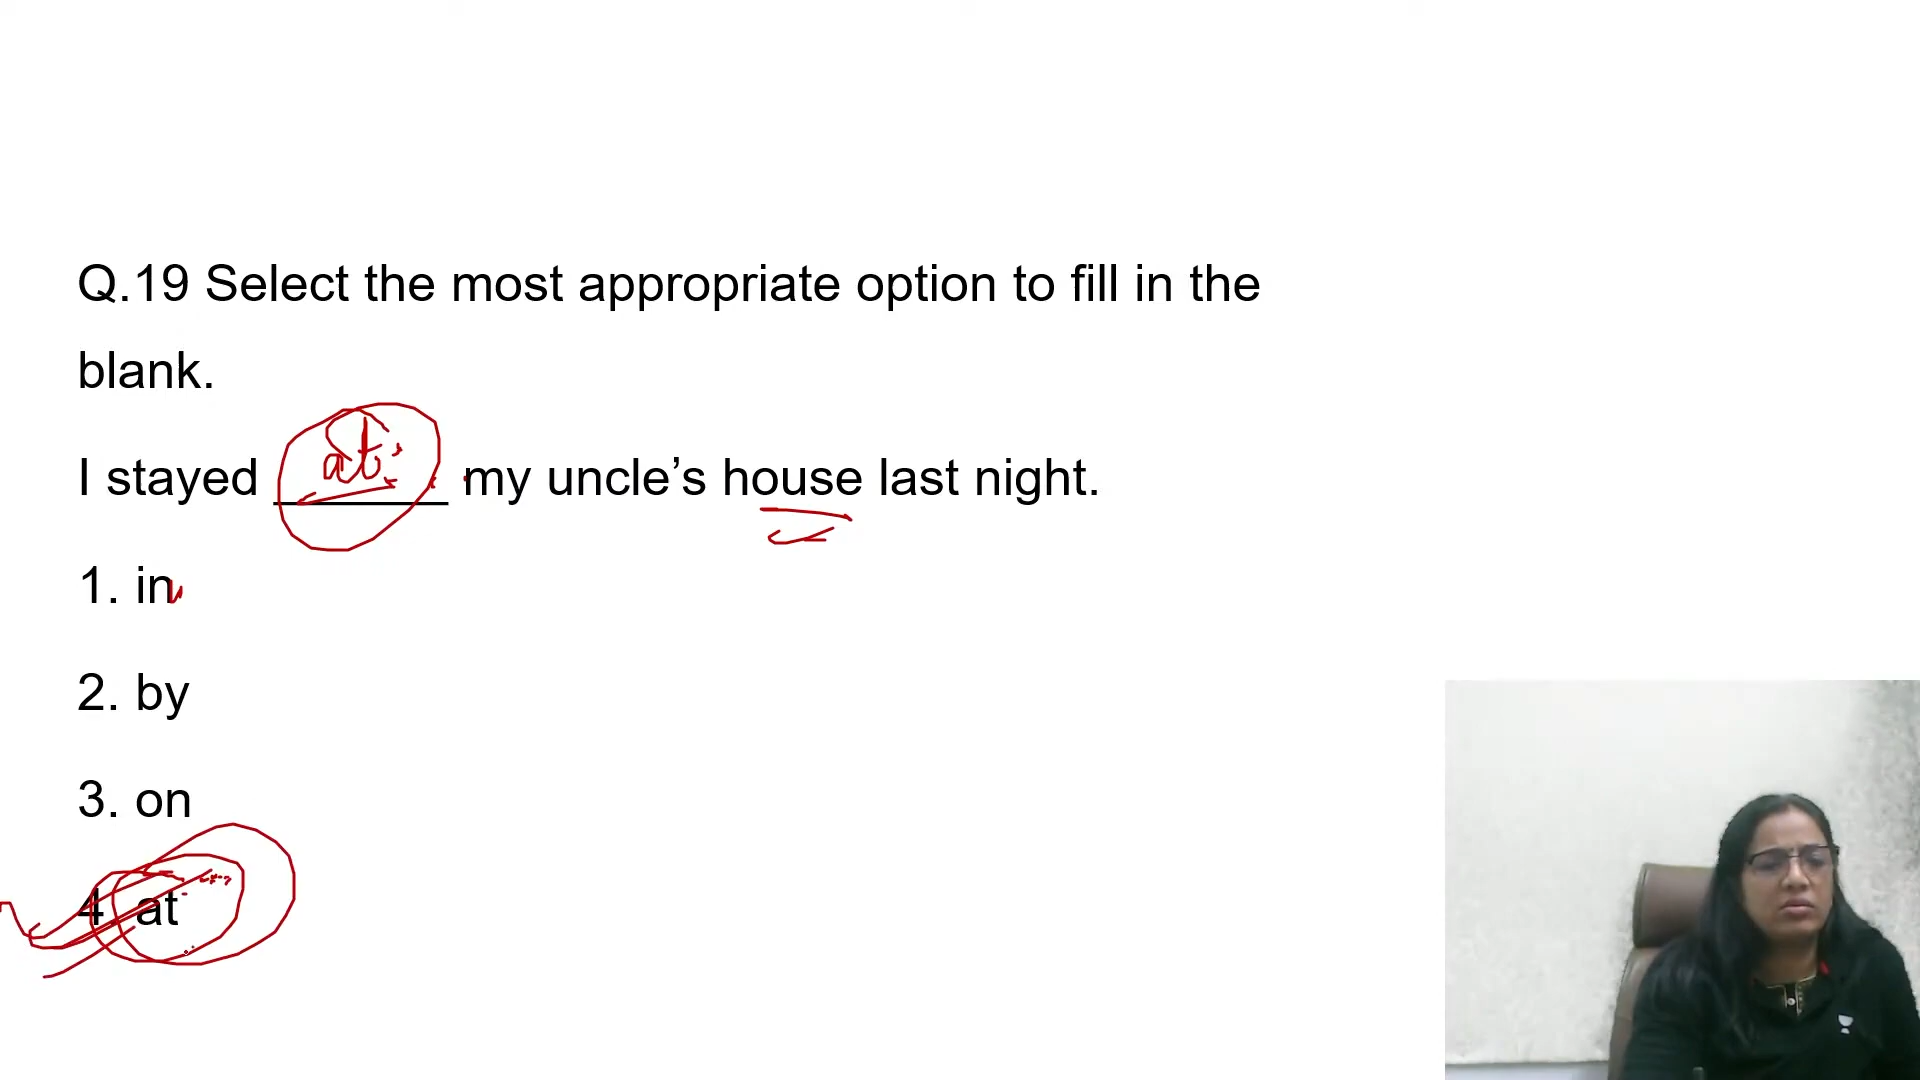 Q.19 Select the most appropriate option to fill in the
blank.
I stayed at my uncle’s house last night.
1. in
2. by
3. on
4 at